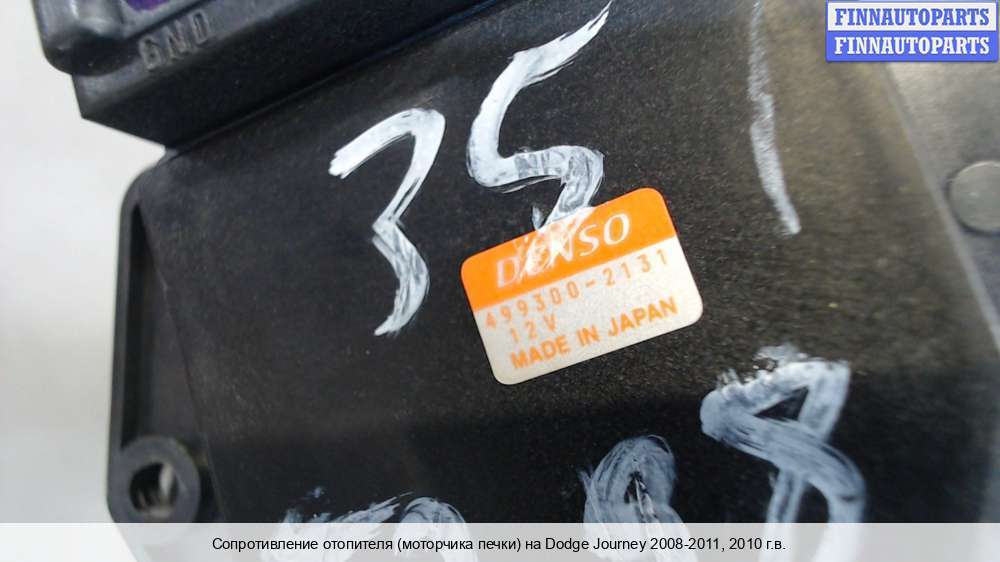 FINNAUTOPARTS
FINNAUTOPARTS
GND
35
DENSO
499300-2131
12V
MADE IN JAPAN
Сопротивление отопителя (моторчика печки) на Dodge Journey 2008-2011, 2010 г.в.